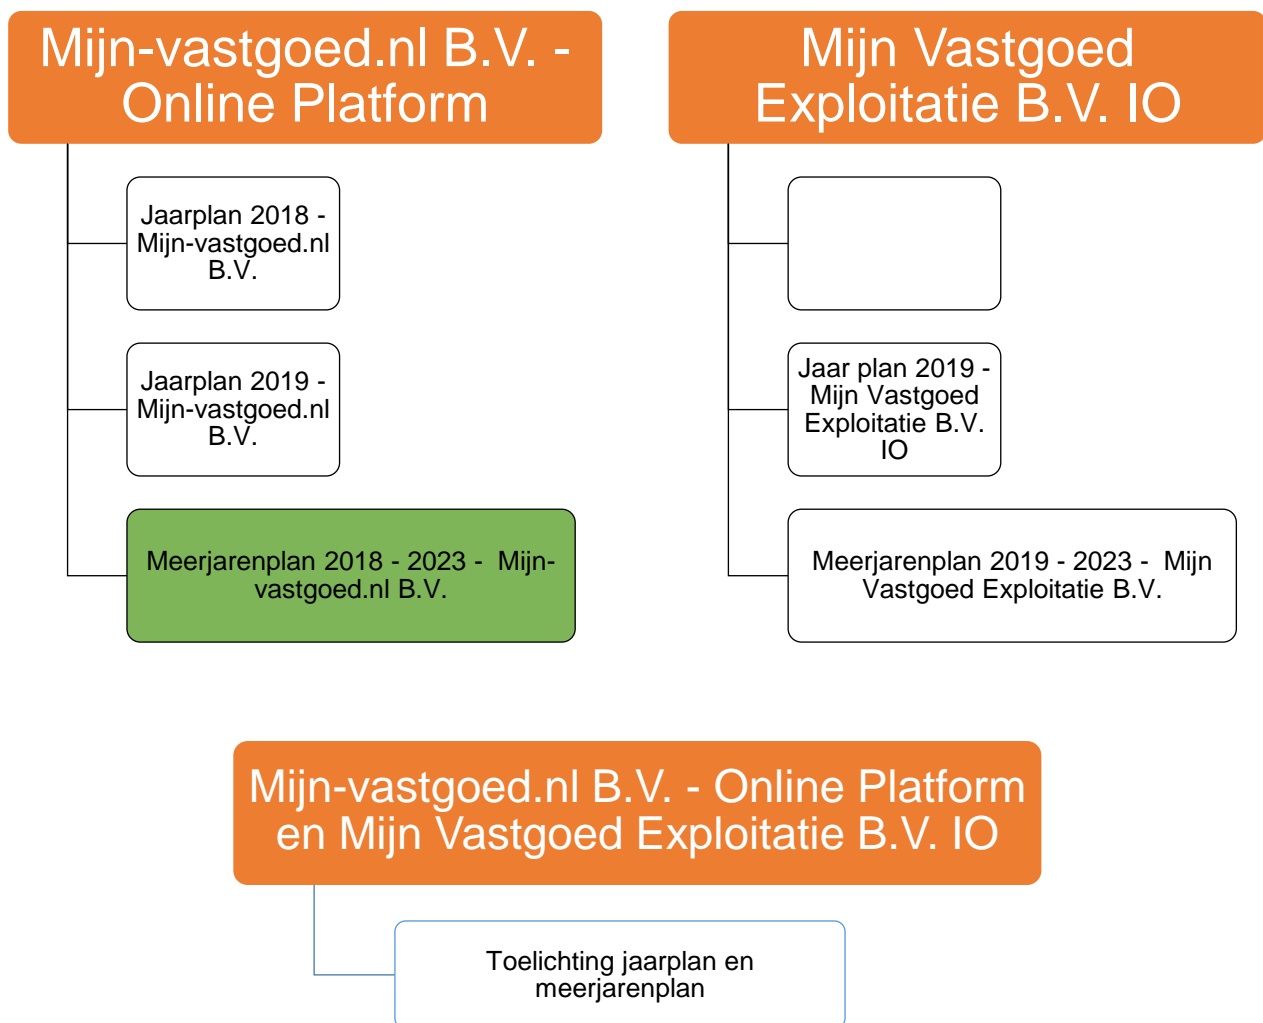 Mijn-vastgoed.nl B.V. -
Online Platform
Jaarplan 2018 -
Mijn-vastgoed.nl
B.V.
Jaarplan 2019 -
Mijn-vastgoed.nl
B.V.
Meerjarenplan 2018 - 2023 -  Mijn-
vastgoed.nl B.V.
Mijn Vastgoed
Exploitatie B.V. IO
Jaar plan 2019 -
Mijn Vastgoed
Exploitatie B.V.
IO
Meerjarenplan 2019 - 2023 -  Mijn
Vastgoed Exploitatie B.V.
Mijn-vastgoed.nl B.V. - Online Platform
en Mijn Vastgoed Exploitatie B.V. IO
Toelichting jaarplan en
meerjarenplan